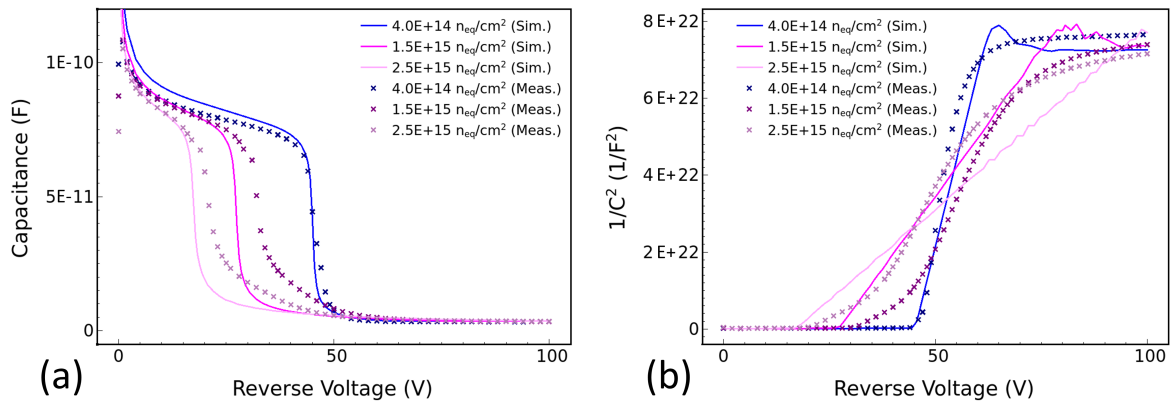 4.0E+14 n_eq/cm² (Sim.)
1.5E+15 n_eq/cm² (Sim.)
2.5E+15 n_eq/cm² (Sim.)
4.0E+14 n_eq/cm² (Meas.)
1.5E+15 n_eq/cm² (Meas.)
2.5E+15 n_eq/cm² (Meas.)
Capacitance (F)
1E-10
5E-11
0
0
50
100
Reverse Voltage (V)
(a)
4.0E+14 n_eq/cm² (Sim.)
1.5E+15 n_eq/cm² (Sim.)
2.5E+15 n_eq/cm² (Sim.)
4.0E+14 n_eq/cm² (Meas.)
1.5E+15 n_eq/cm² (Meas.)
2.5E+15 n_eq/cm² (Meas.)
1/C² (1/F²)
8E+22
6E+22
4E+22
2E+22
0
0
50
100
Reverse Voltage (V)
(b)